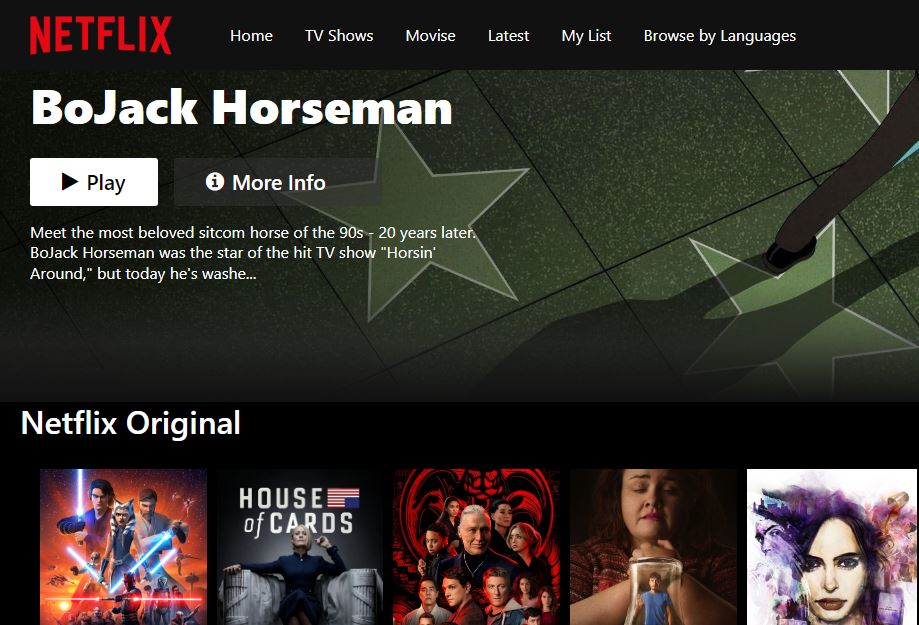 NETFLIX
Home
TV Shows
Movise
Latest
My List
Browse by Languages
BoJack Horseman
Play
More Info
Meet the most beloved sitcom horse of the 90s - 20 years later.
BoJack Horseman was the star of the hit TV show "Horsin'
Around," but today he's washe...
Netflix Original
HOUSE
of CARDS